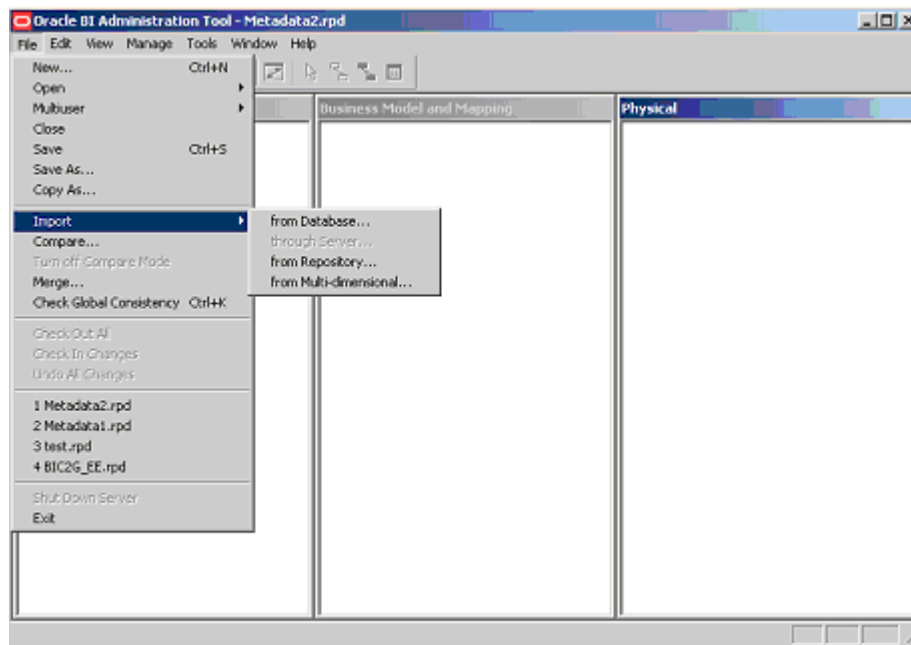 Oracle BI Administration Tool - Metadata2.rpd
File Edit View Manage Tools Window Help
New... Ctrl+N
Open
Multiuser
Close
Save Ctrl+S
Save As...
Copy As...
Import
Compare...
Turn off Compare Mode
Merge...
Check Global Consistency Ctrl+K
Check Out All
Check In Changes
Undo All Changes
1 Metadata2.rpd
2 Metadata1.rpd
3 test.rpd
4 BIC2G_EE.rpd
Shut Down Server
Exit
from Database...
through Server...
from Repository...
from Multi-dimensional...
Business Model and Mapping
Physical